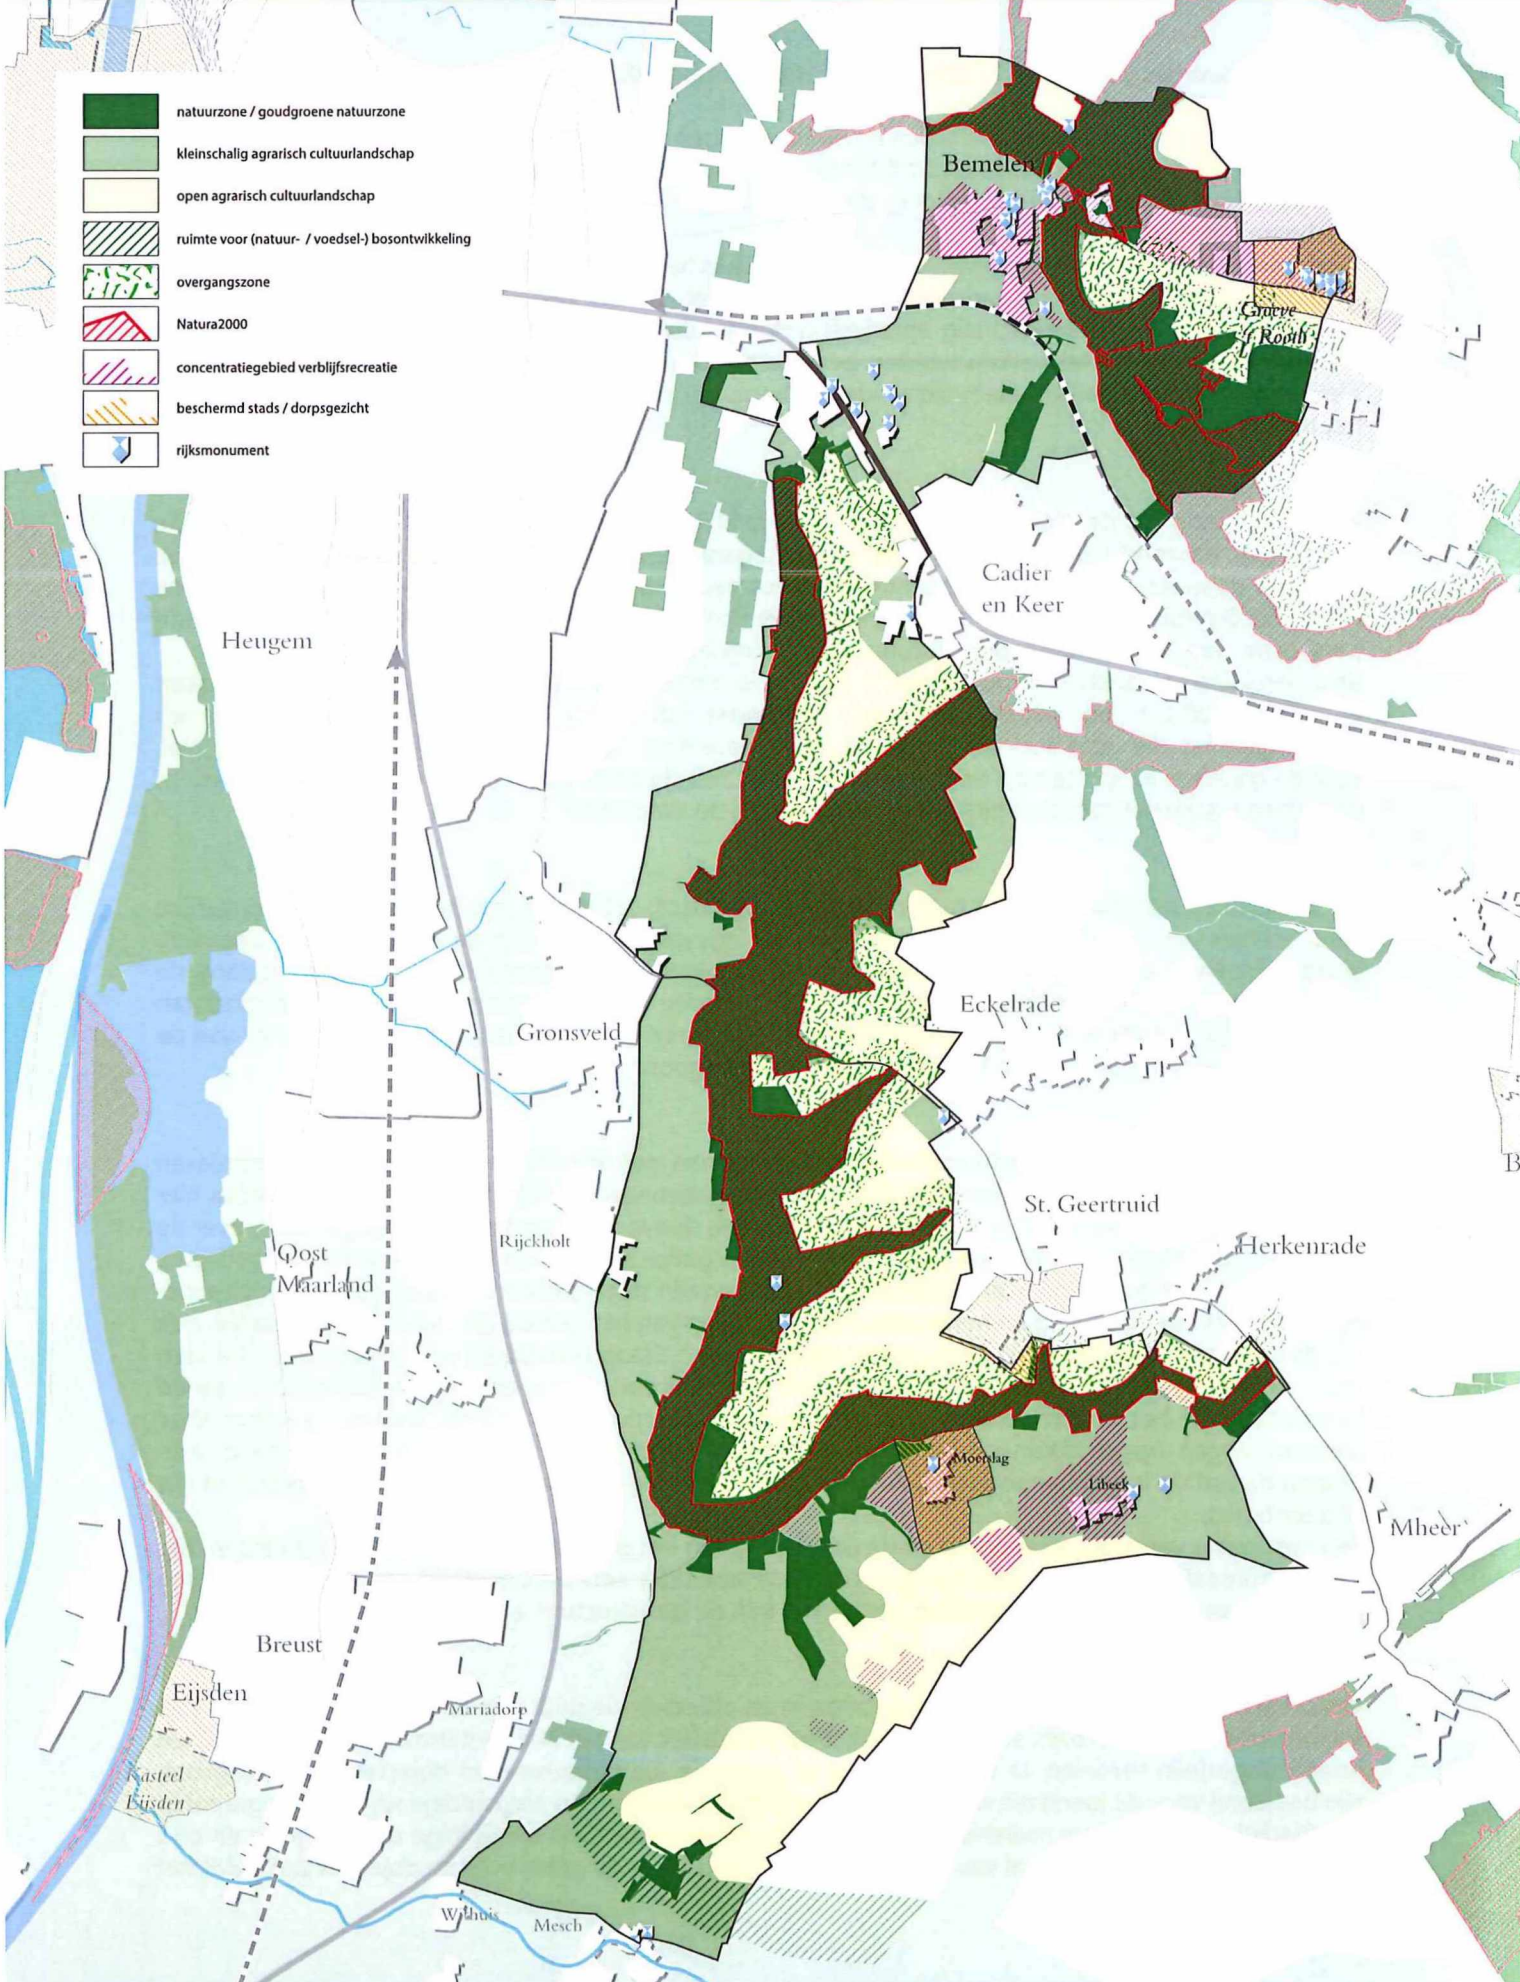 natuurzone / goudgroene natuurzone
kleinschalig agrarisch cultuurlandschap
open agrarisch cultuurlandschap
ruimte voor (natuur- / voedsel-) bosontwikkeling
overgangszone
Natura2000
concentratiegebied verblijfsrecreatie
beschermd stads / dorpsgezicht
rijksmonument
Bemelen
Groeve
't Rooth
Cadier
en Keer
Heugem
Eckelrade
Gronsveld
St. Geertruid
Rijckholt
Herkenrade
Oost
Maarland
Moerslag
Libeek
Mheer
Breust
Eijsden
Mariadorp
Kasteel
Eijsden
Withuis
Mesch